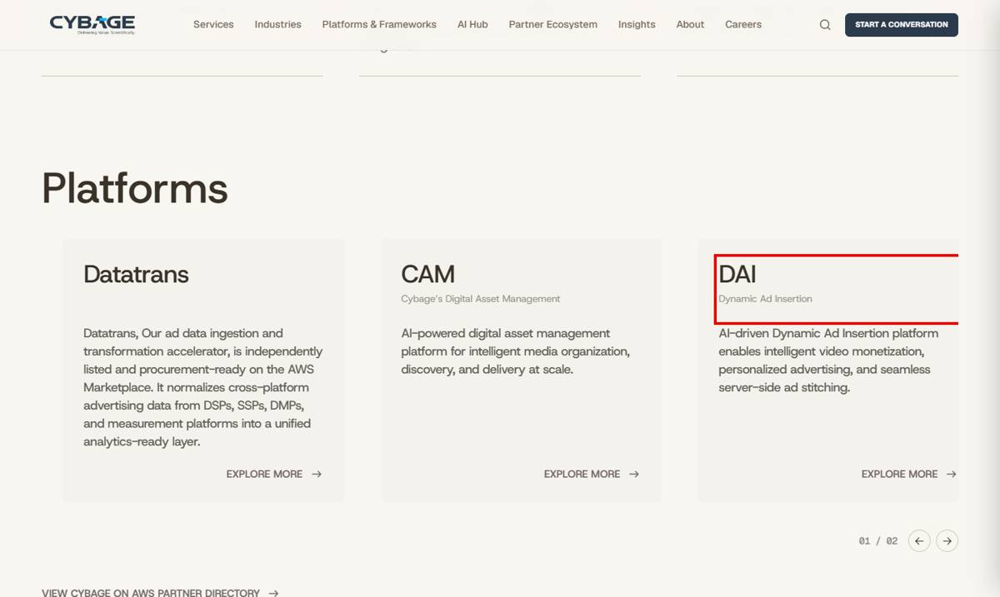 CYBAGE
Delivering Value. Scientifically.
Services
Industries
Platforms & Frameworks
AI Hub
Partner Ecosystem
Insights
About
Careers
START A CONVERSATION
Platforms
Datatrans
Datatrans, Our ad data ingestion and
transformation accelerator, is independently
listed and procurement-ready on the AWS
Marketplace. It normalizes cross-platform
advertising data from DSPs, SSPs, DMPs,
and measurement platforms into a unified
analytics-ready layer.
EXPLORE MORE →
CAM
Cybage's Digital Asset Management
AI-powered digital asset management
platform for intelligent media organization,
discovery, and delivery at scale.
EXPLORE MORE →
DAI
Dynamic Ad Insertion
AI-driven Dynamic Ad Insertion platform
enables intelligent video monetization,
personalized advertising, and seamless
server-side ad stitching.
EXPLORE MORE →
01 / 02 ← →
VIEW CYBAGE ON AWS PARTNER DIRECTORY →